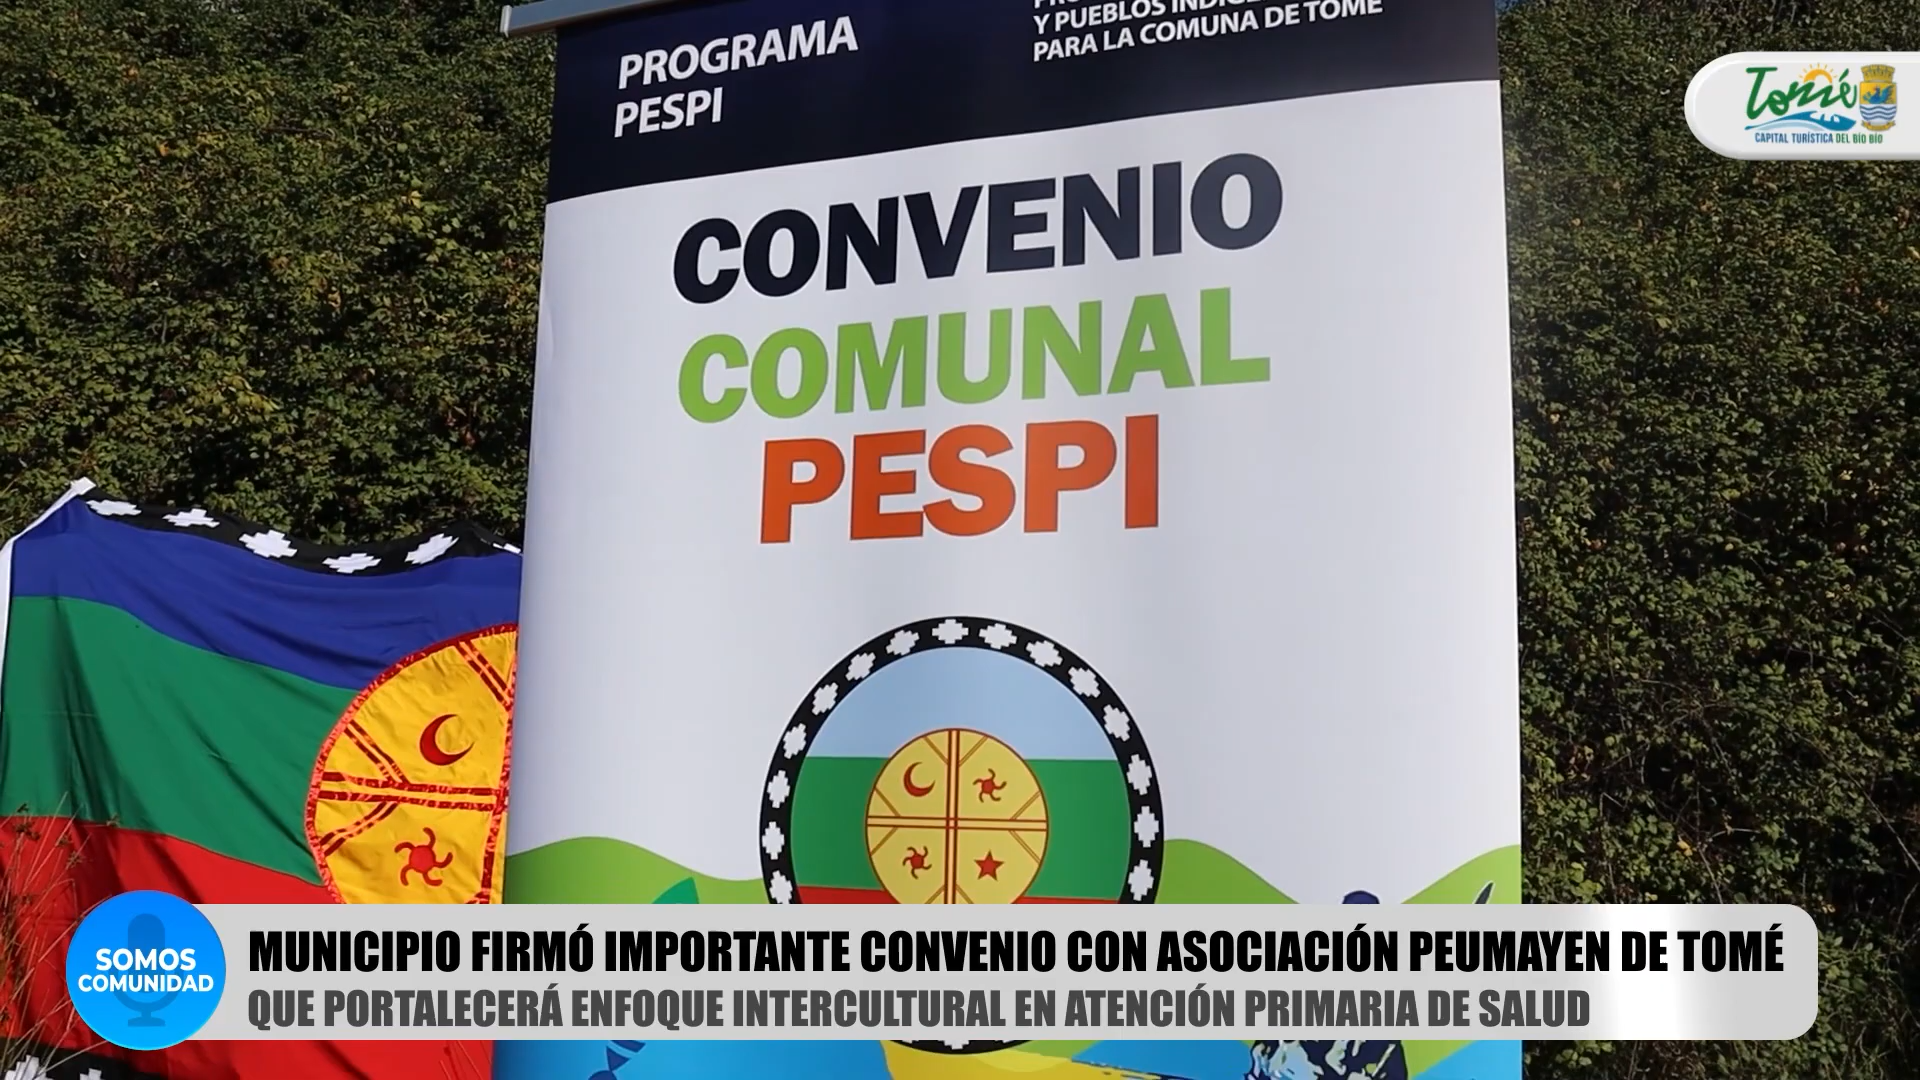 PROGRAMA
PESPI
Y PUEBLOS
PARA LA COMUNA DE TOMÉ
CONVENIO
COMUNAL
PESPI
Tomé
CAPITAL TURÍSTICA DEL BÍO BÍO
SOMOS
COMUNIDAD
MUNICIPIO FIRMÓ IMPORTANTE CONVENIO CON ASOCIACIÓN PEUMAYEN DE TOMÉ
QUE PORTALECERÁ ENFOQUE INTERCULTURAL EN ATENCIÓN PRIMARIA DE SALUD